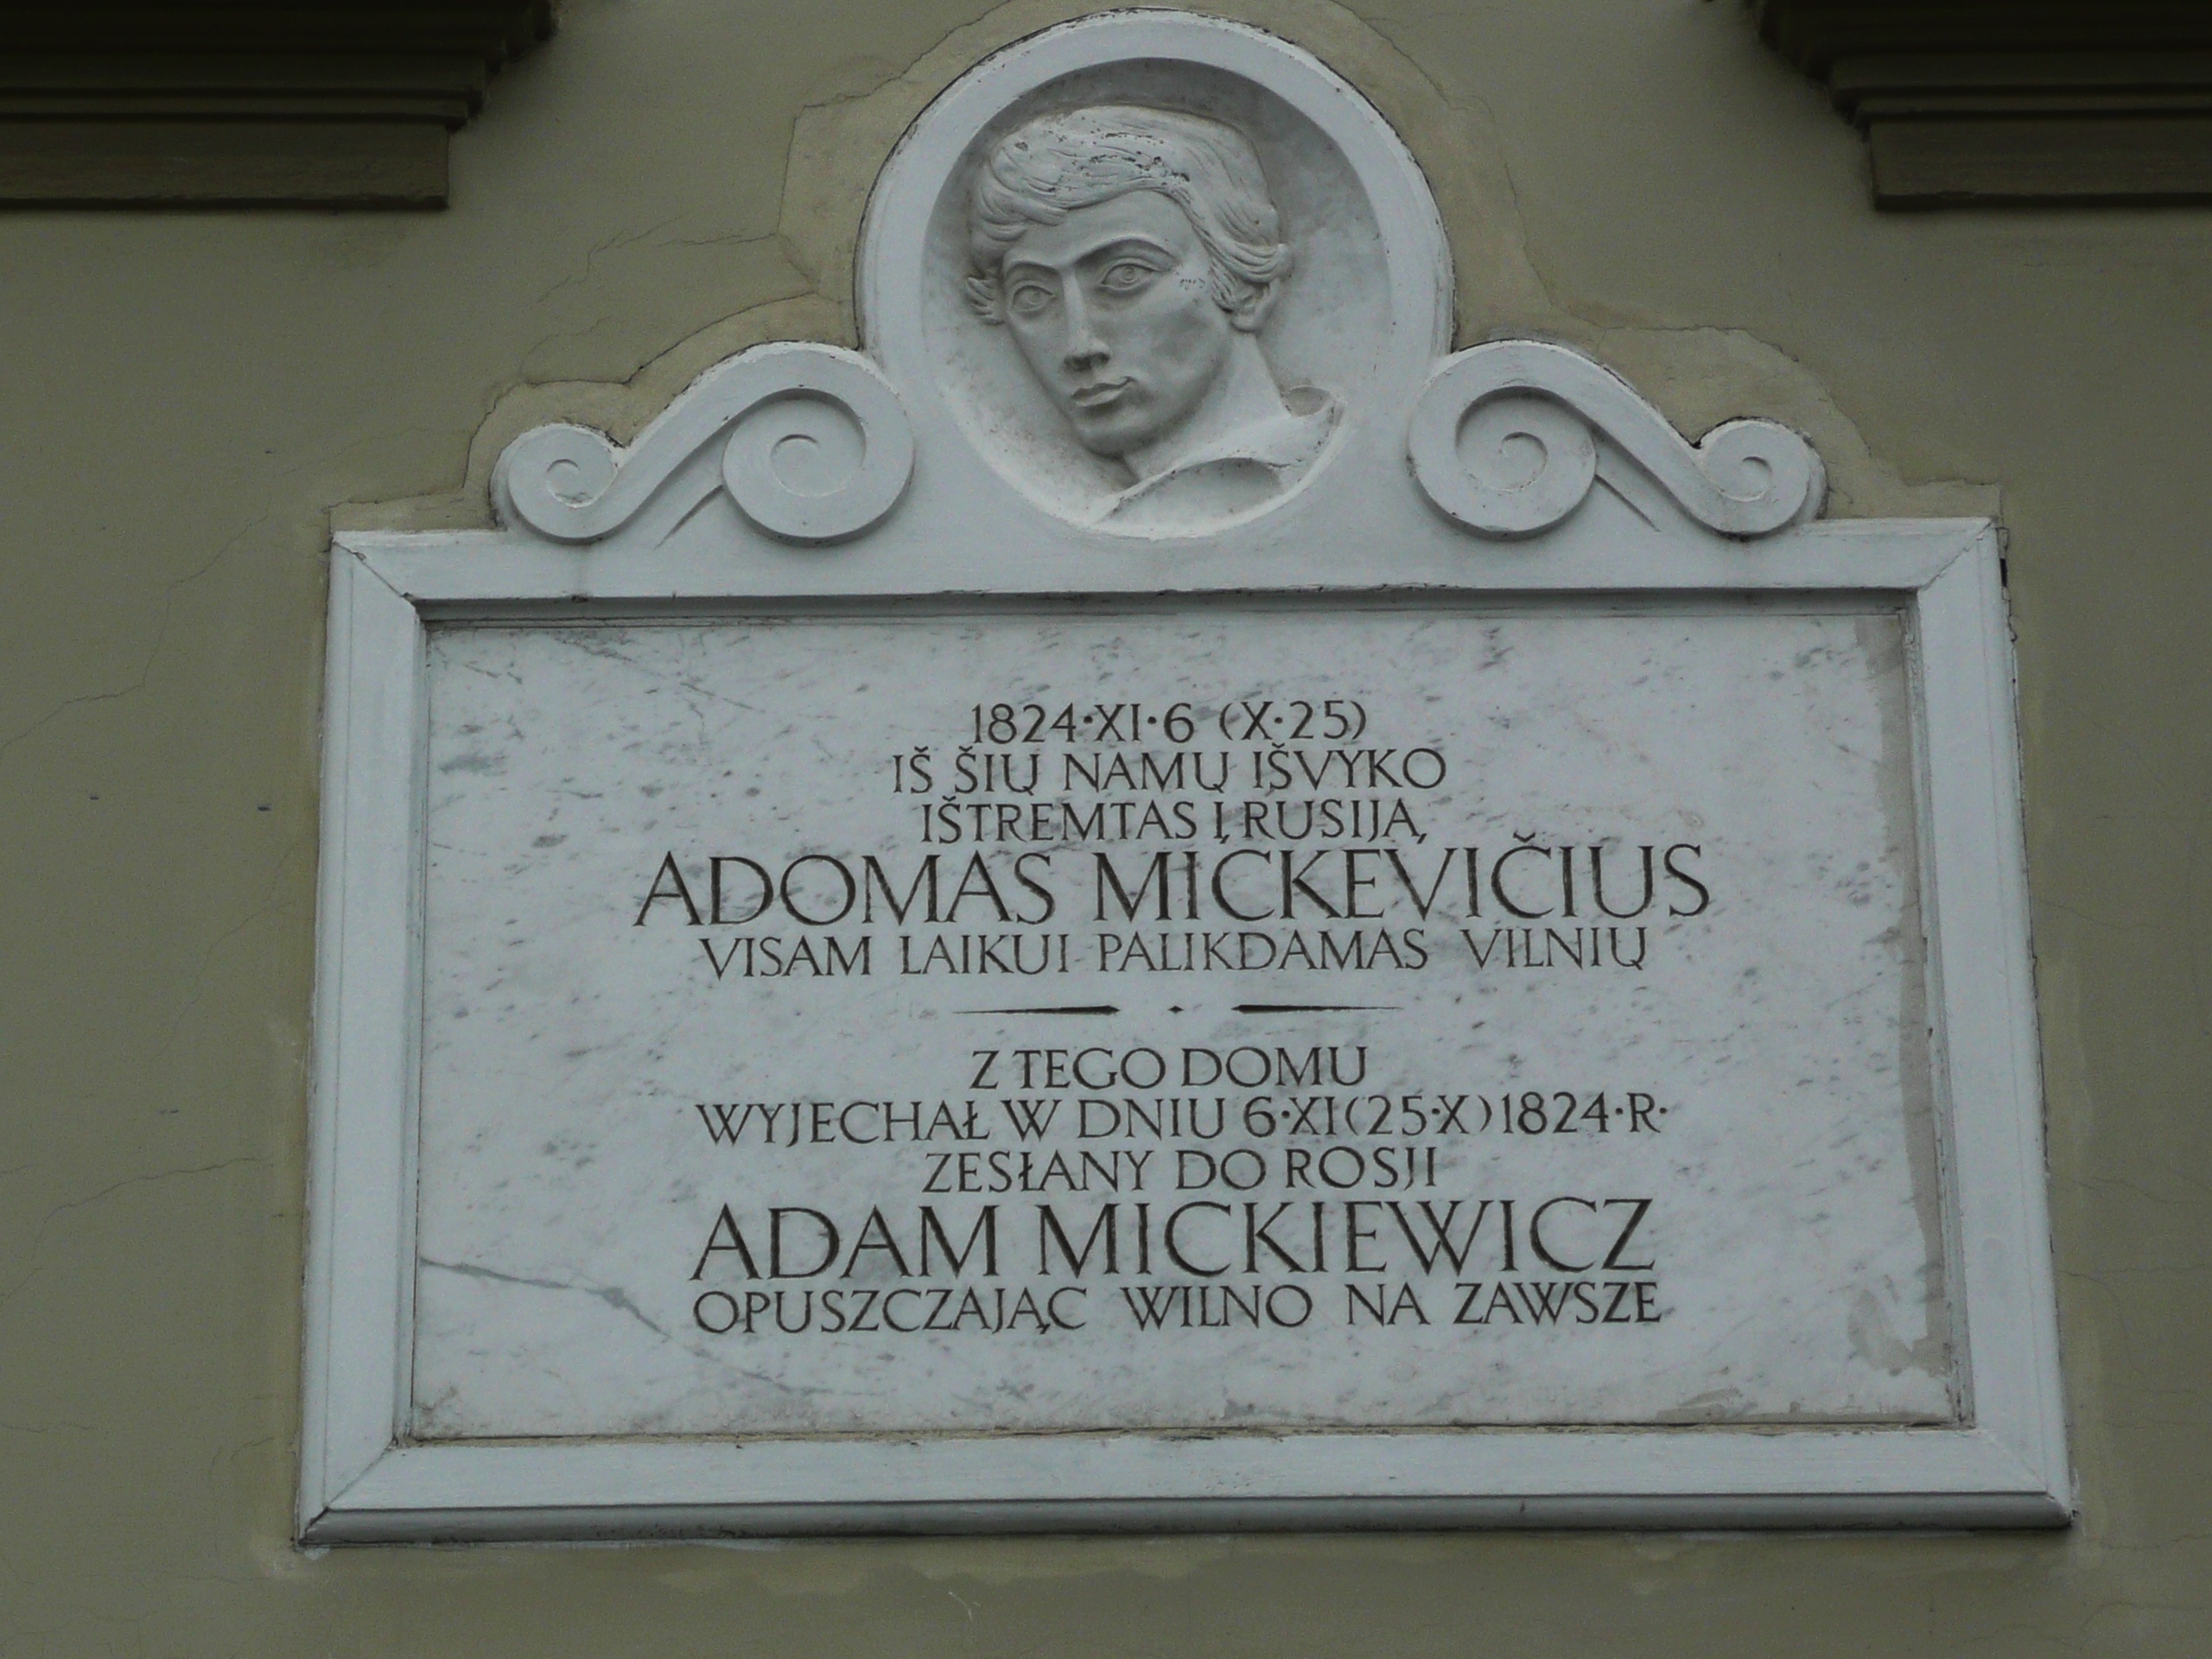 1824·XI·6 (X·25)
IŠ ŠIŲ NAMŲ IŠVYKO
IŠTREMTAS Į RUSIJĄ
ADOMAS MICKEVIČIUS
VISAM LAIKUI PALIKDAMAS VILNIŲ
Z TEGO DOMU
WYJECHAŁ W DNIU 6·XI(25·X)1824·R·
ZESŁANY DO ROSJI
ADAM MICKIEWICZ
OPUSZCZAJĄC WILNO NA ZAWSZE